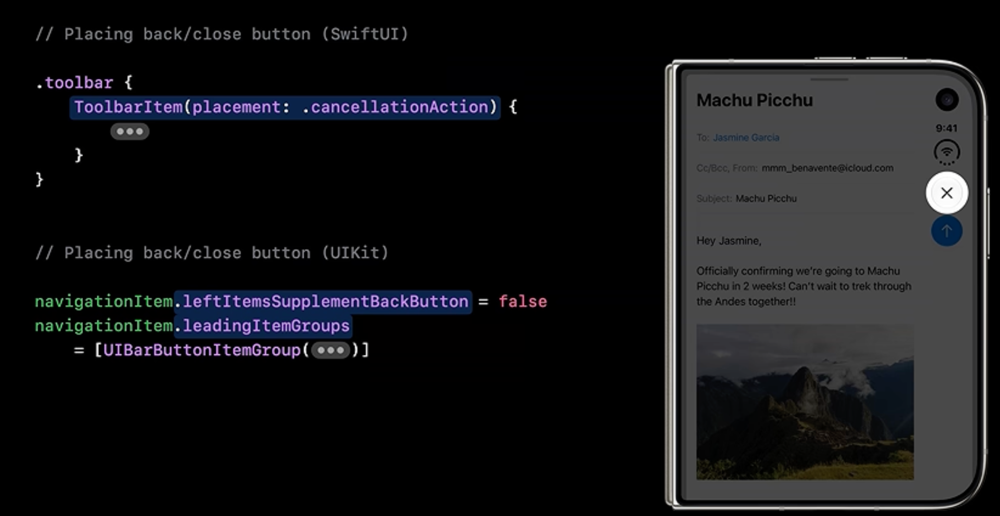 // Placing back/close button (SwiftUI)
.toolbar {
ToolbarItem(placement: .cancellationAction) {
•••
}
}
// Placing back/close button (UIKit)
navigationItem.leftItemsSupplementBackButton = false
navigationItem.leadingItemGroups
= [UIBarButtonItemGroup(•••)]
Machu Picchu
9:41
To: Jasmine Garcia
Cc/Bcc, From: mmm_benavente@icloud.com
Subject: Machu Picchu
Hey Jasmine,
Officially confirming we're going to Machu
Picchu in 2 weeks! Can't wait to trek through
the Andes together!!